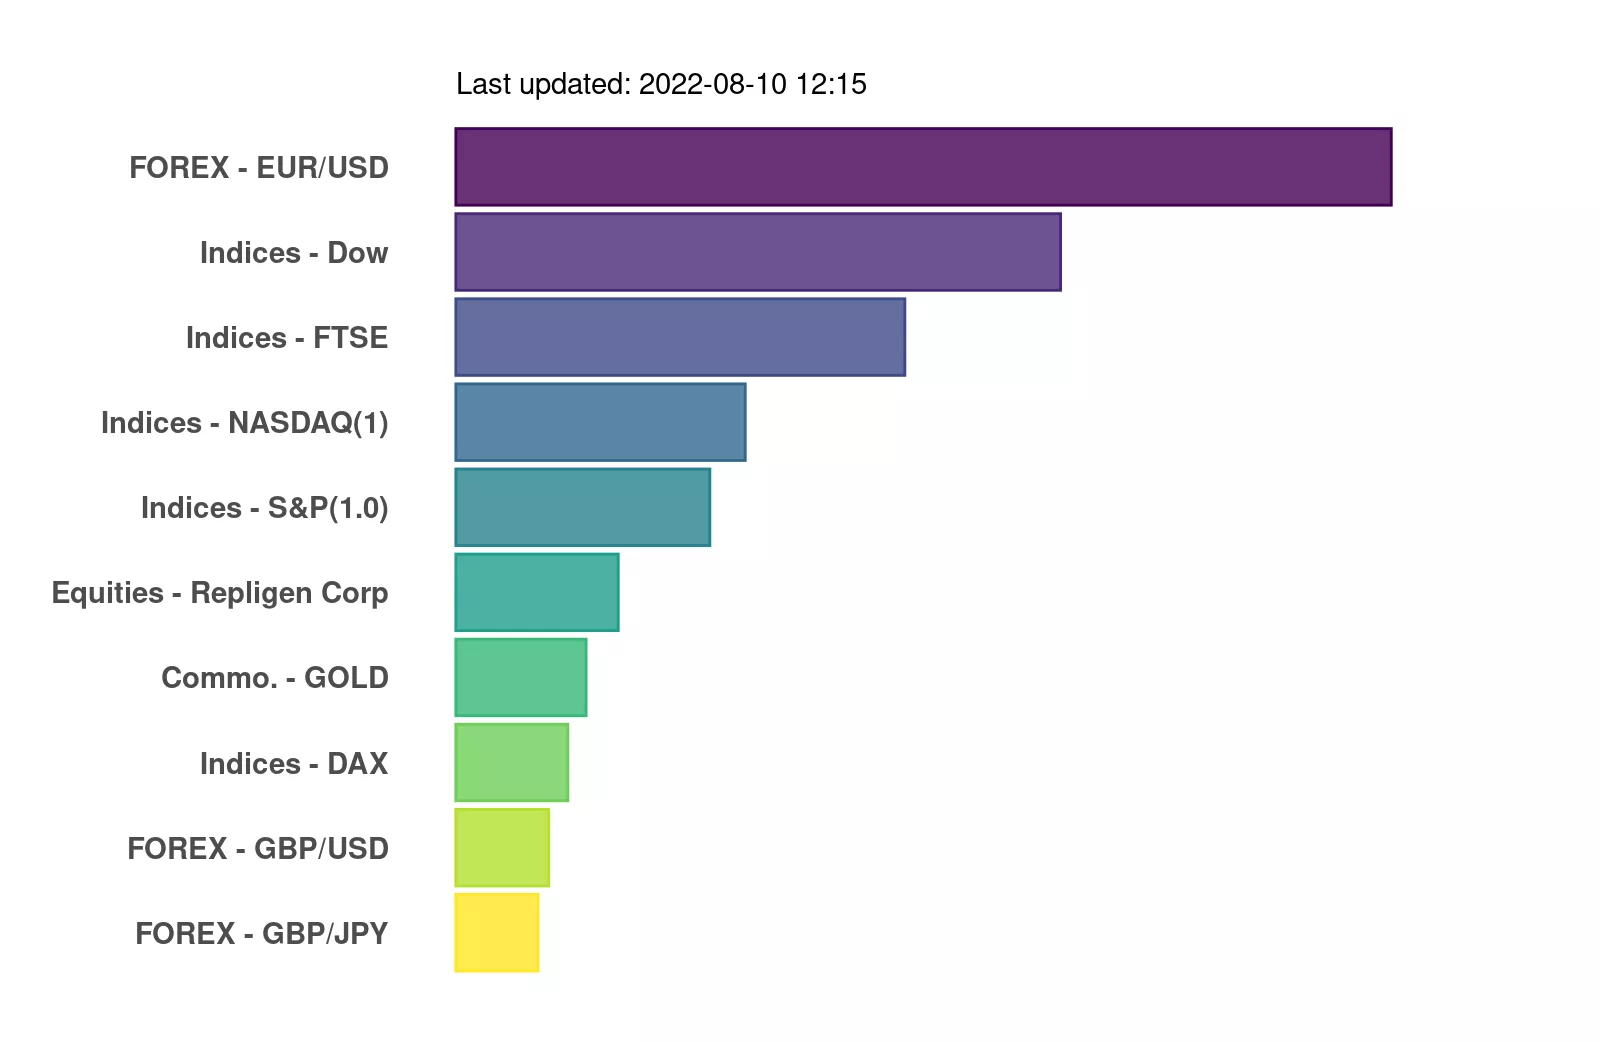 Last updated: 2022-08-10 12:15
FOREX - EUR/USD
Indices - Dow
Indices - FTSE
Indices - NASDAQ(1)
Indices - S&P(1.0)
Equities - Repligen Corp
Commo. - GOLD
Indices - DAX
FOREX - GBP/USD
FOREX - GBP/JPY